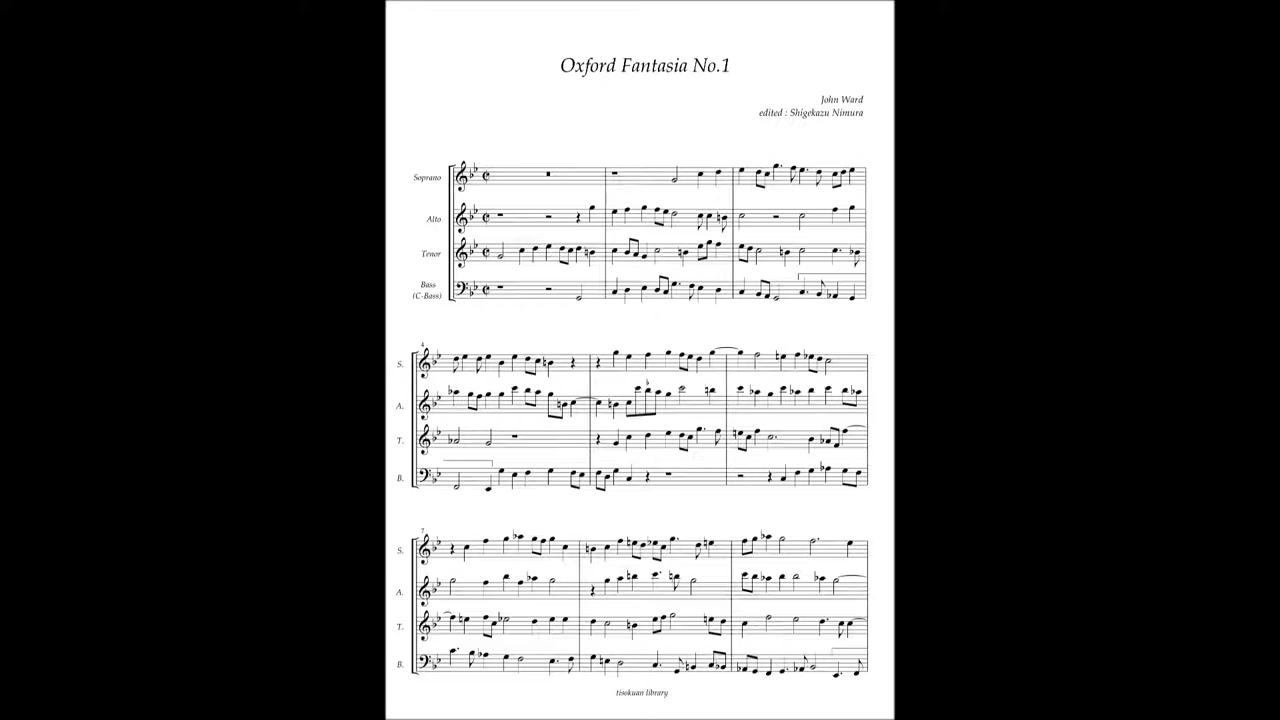 Oxford Fantasia No.1
John Ward
edited : Shigekazu Nimura
Soprano
Alto
Tenor
Bass
(C-Bass)
4
S.
A.
T.
B.
7
S.
A.
T.
B.
tisokuan library